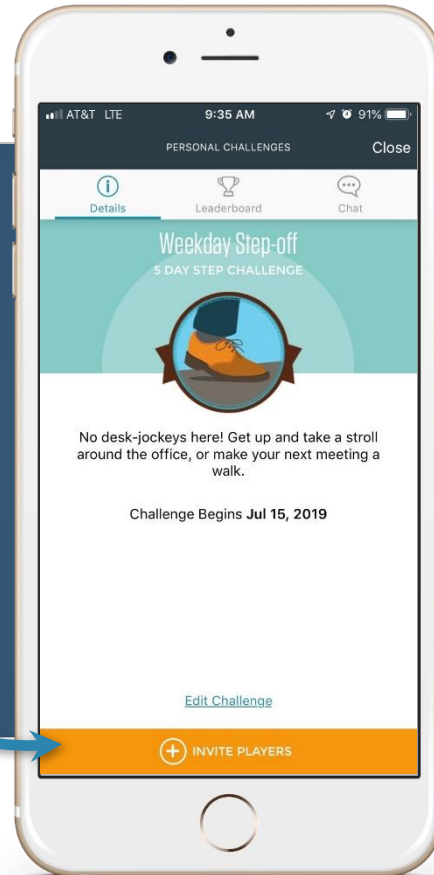 AT&T LTE 9:35 AM 91%
PERSONAL CHALLENGES Close
Details Leaderboard Chat
Weekday Step-off
5 DAY STEP CHALLENGE
No desk-jockeys here! Get up and take a stroll
around the office, or make your next meeting a
walk.
Challenge Begins Jul 15, 2019
Edit Challenge
INVITE PLAYERS